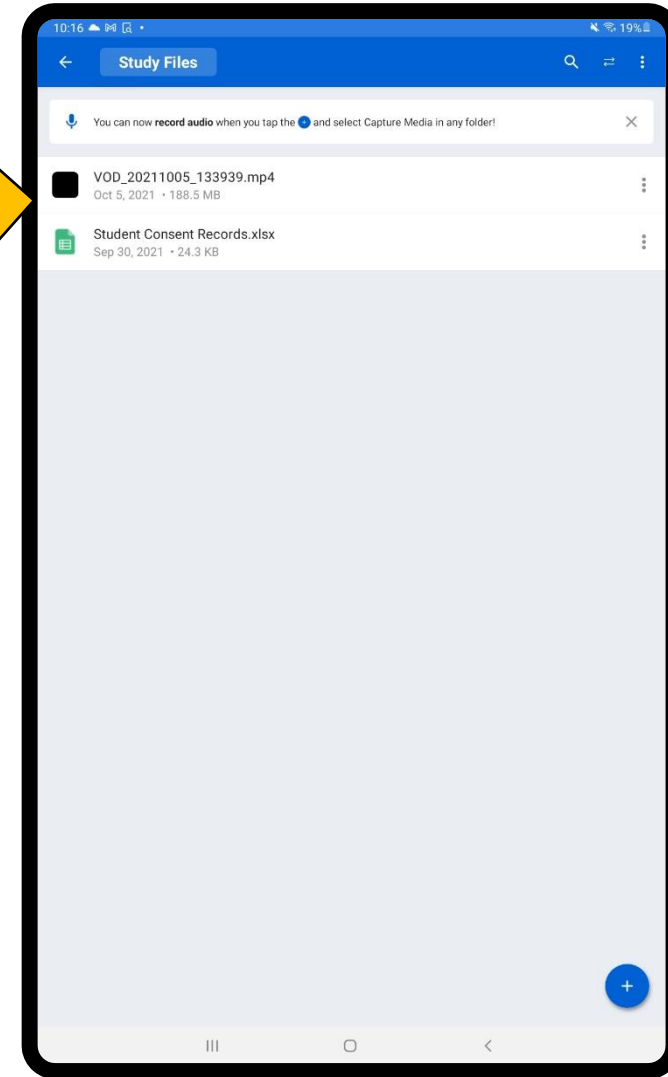 10:16
19%
Study Files
You can now record audio when you tap the + and select Capture Media in any folder!
VOD_20211005_133939.mp4
Oct 5, 2021 • 188.5 MB
Student Consent Records.xlsx
Sep 30, 2021 • 24.3 KB